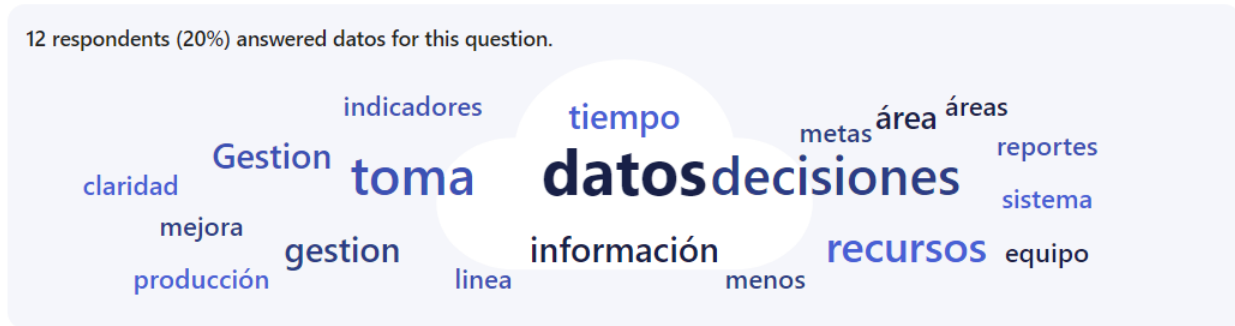 12 respondents (20%) answered datos for this question.
indicadores tiempo metas área áreas
Gestion toma datos decisiones reportes
claridad sistema
mejora gestion información recursos equipo
producción linea menos